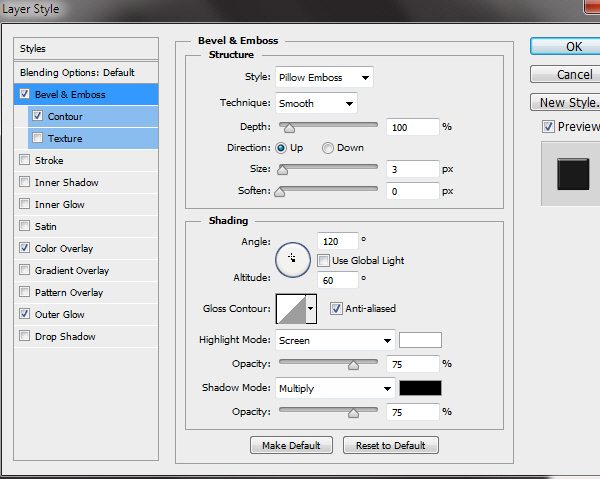 Layer Style
Styles
Blending Options: Default
Bevel & Emboss
Contour
Texture
Stroke
Inner Shadow
Inner Glow
Satin
Color Overlay
Gradient Overlay
Pattern Overlay
Outer Glow
Drop Shadow
Bevel & Emboss
Structure
Style: Pillow Emboss
Technique: Smooth
Depth: 100 %
Direction: Up Down
Size: 3 px
Soften: 0 px
Shading
Angle: 120 °
Use Global Light
Altitude: 60 °
Gloss Contour: Anti-aliased
Highlight Mode: Screen
Opacity: 75 %
Shadow Mode: Multiply
Opacity: 75 %
Make Default Reset to Default
OK
Cancel
New Style..
Preview